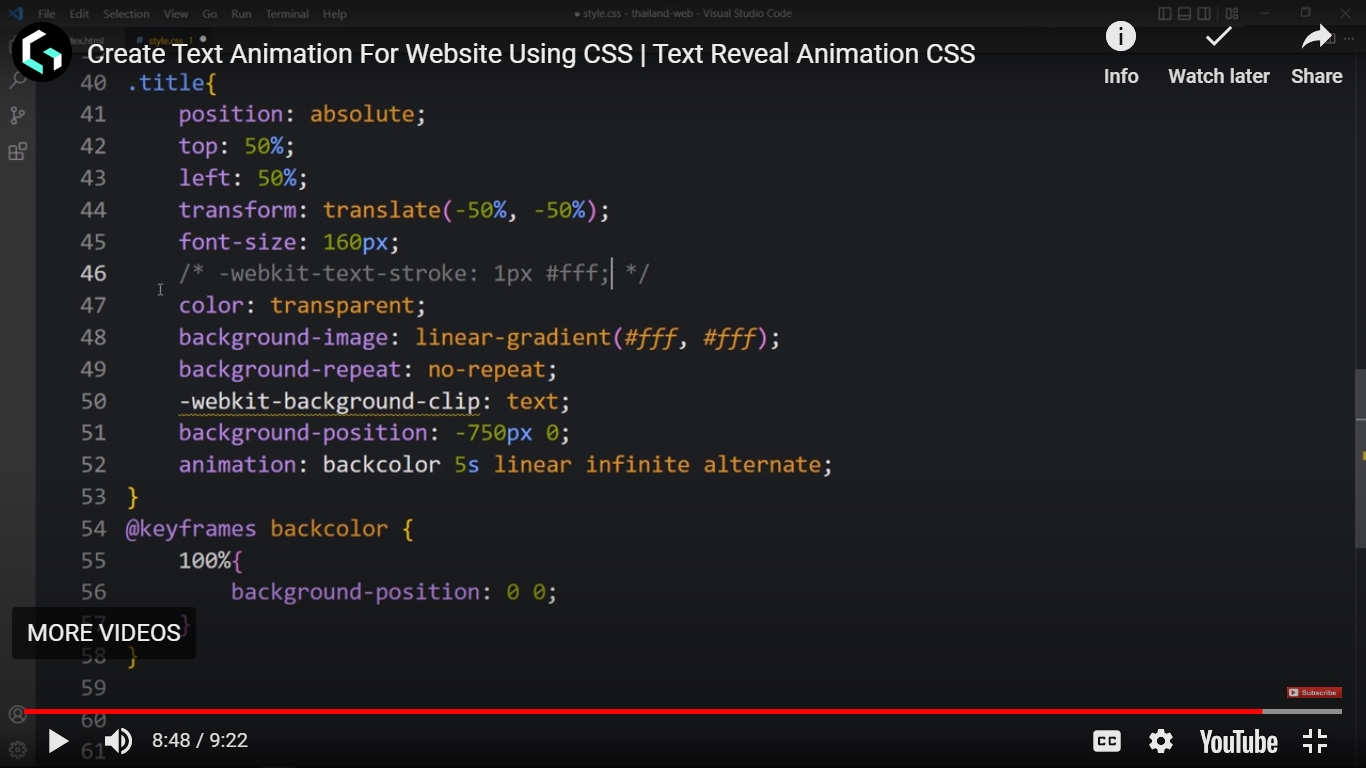 File Edit Selection View Go Run Terminal Help
● style.css - thailand-web - Visual Studio Code
# style.css 1 ●
Create Text Animation For Website Using CSS | Text Reveal Animation CSS
Info
Watch later
Share
40 .title{
41 position: absolute;
42 top: 50%;
43 left: 50%;
44 transform: translate(-50%, -50%);
45 font-size: 160px;
46 /* -webkit-text-stroke: 1px #fff; */
47 color: transparent;
48 background-image: linear-gradient(#fff, #fff);
49 background-repeat: no-repeat;
50 -webkit-background-clip: text;
51 background-position: -750px 0;
52 animation: backcolor 5s linear infinite alternate;
53 }
54 @keyframes backcolor {
55 100%{
56 background-position: 0 0;
57 }
MORE VIDEOS
58 }
59
Subscribe
60
61
8:48 / 9:22
CC
YouTube